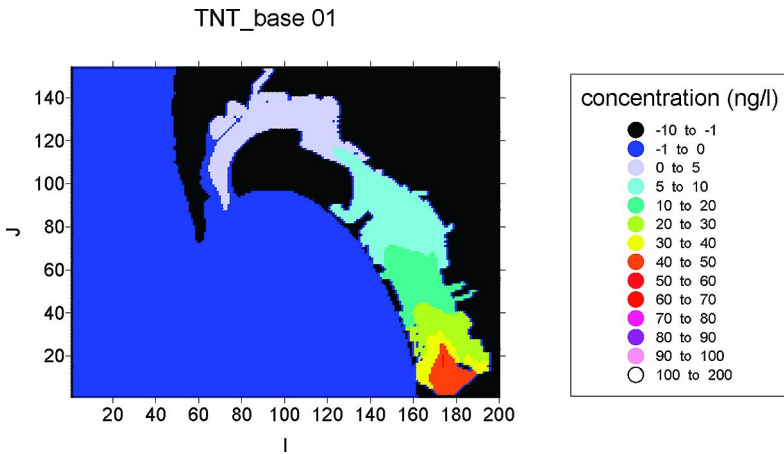 TNT_base 01
140
120
100
80
60
40
20
J
20 40 60 80 100 120 140 160 180 200
I
concentration (ng/l)
-10 to -1
-1 to 0
0 to 5
5 to 10
10 to 20
20 to 30
30 to 40
40 to 50
50 to 60
60 to 70
70 to 80
80 to 90
90 to 100
100 to 200